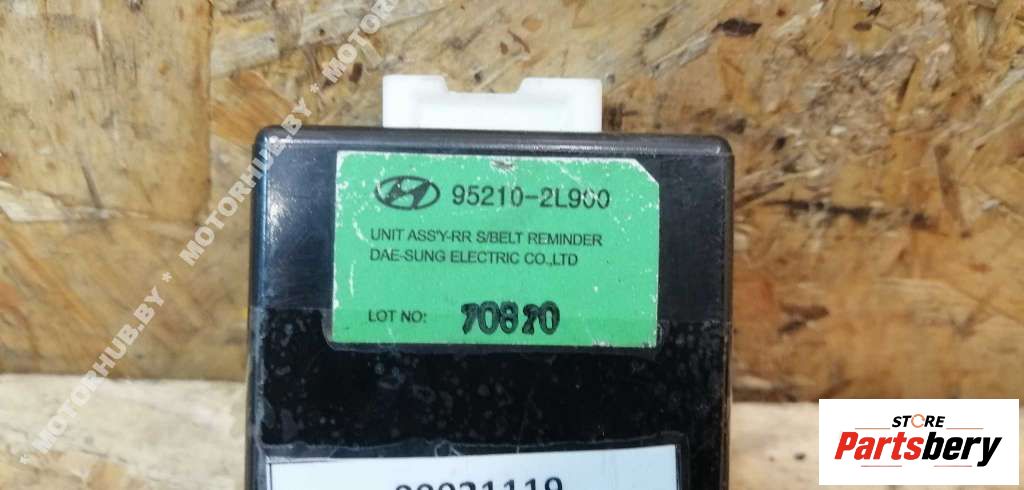 95210-2L900
UNIT ASS'Y-RR S/BELT REMINDER
DAE-SUNG ELECTRIC CO.,LTD
LOT NO: 70870
* MOTORHUB.BY * MOTORHUB.BY * MOTORHUB.BY *
STORE
Partsbery